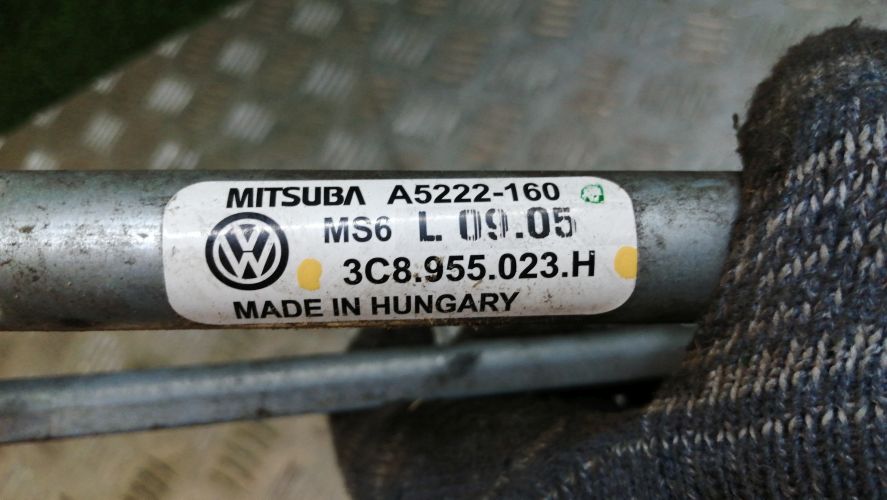 MITSUBA A5222-160
MS6 L 09.05
3C8.955.023.H
MADE IN HUNGARY